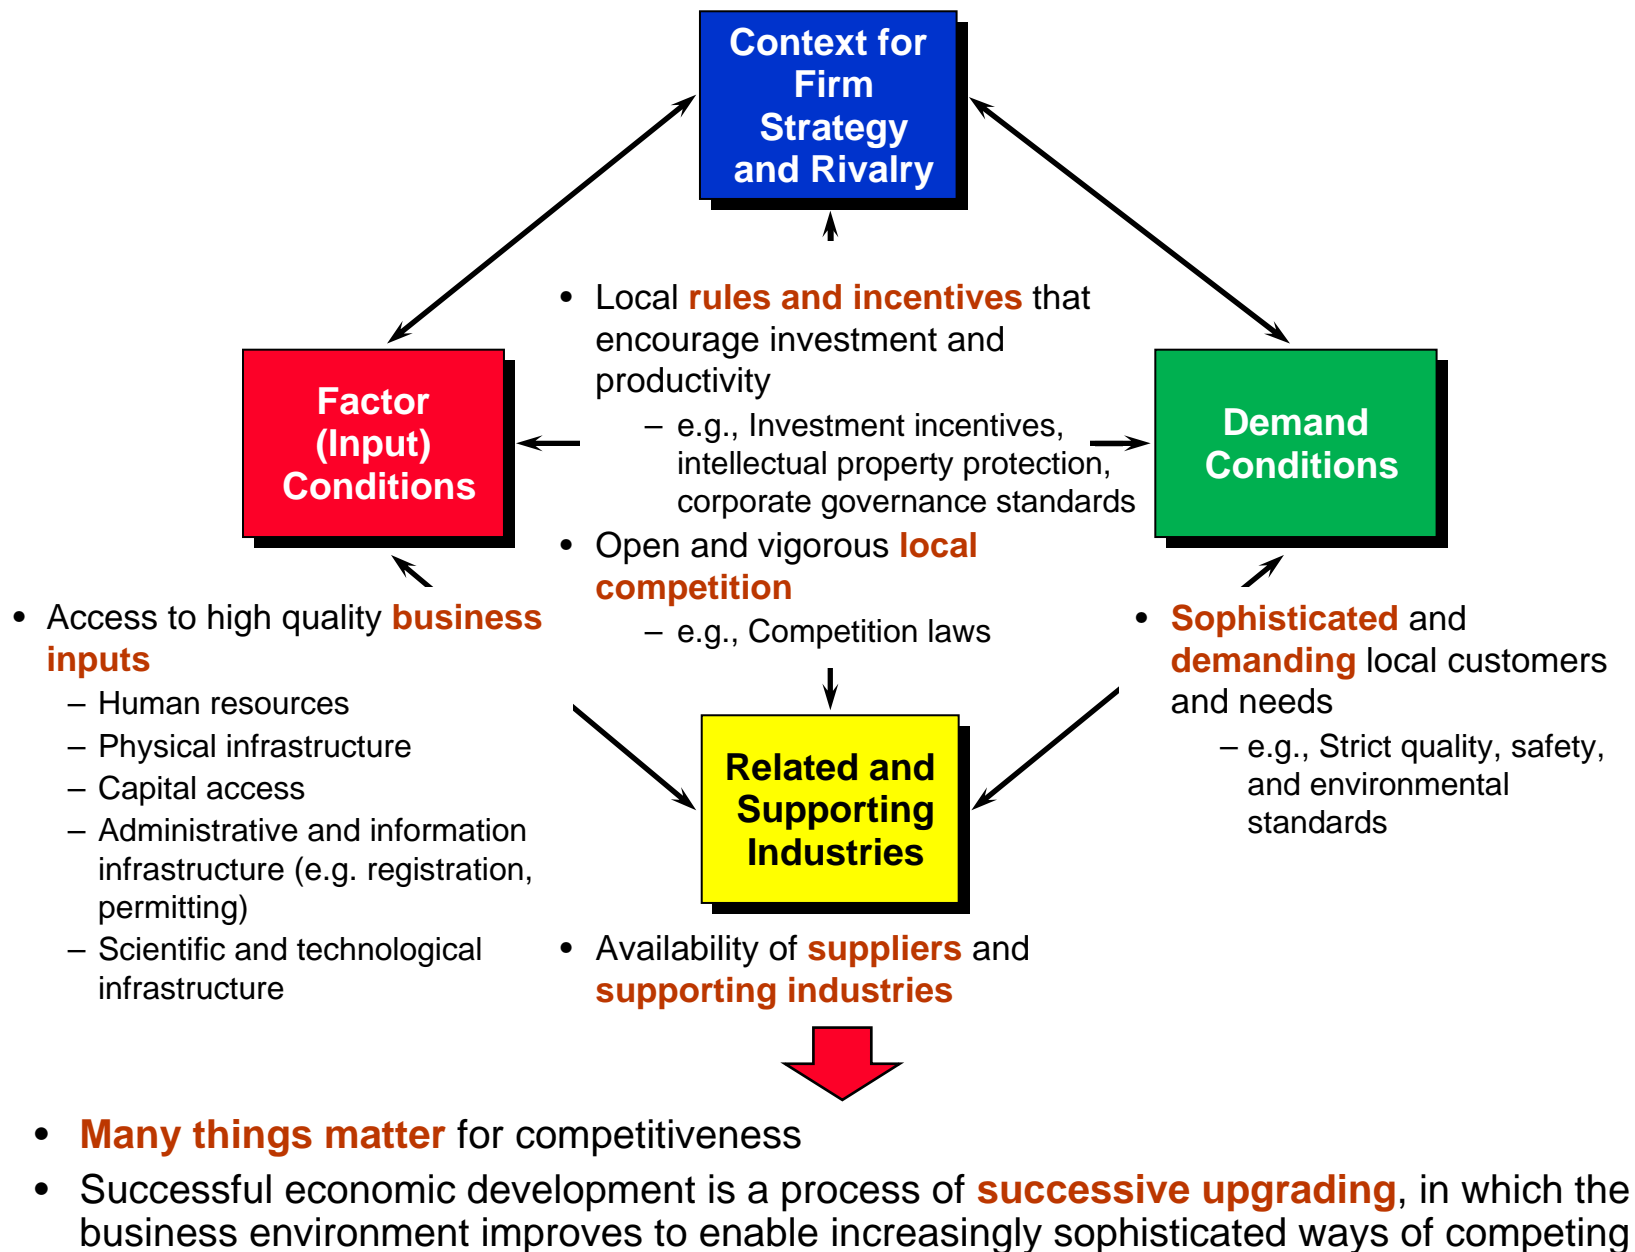 Context for
Firm
Strategy
and Rivalry
• Local rules and incentives that
encourage investment and
productivity
– e.g., Investment incentives,
intellectual property protection,
corporate governance standards
• Open and vigorous local
competition
– e.g., Competition laws
Factor
(Input)
Conditions
• Access to high quality business
inputs
– Human resources
– Physical infrastructure
– Capital access
– Administrative and information
infrastructure (e.g. registration,
permitting)
– Scientific and technological
infrastructure
Demand
Conditions
• Sophisticated and
demanding local customers
and needs
– e.g., Strict quality, safety,
and environmental
standards
Related and
Supporting
Industries
• Availability of suppliers and
supporting industries
• Many things matter for competitiveness
• Successful economic development is a process of successive upgrading, in which the
business environment improves to enable increasingly sophisticated ways of competing